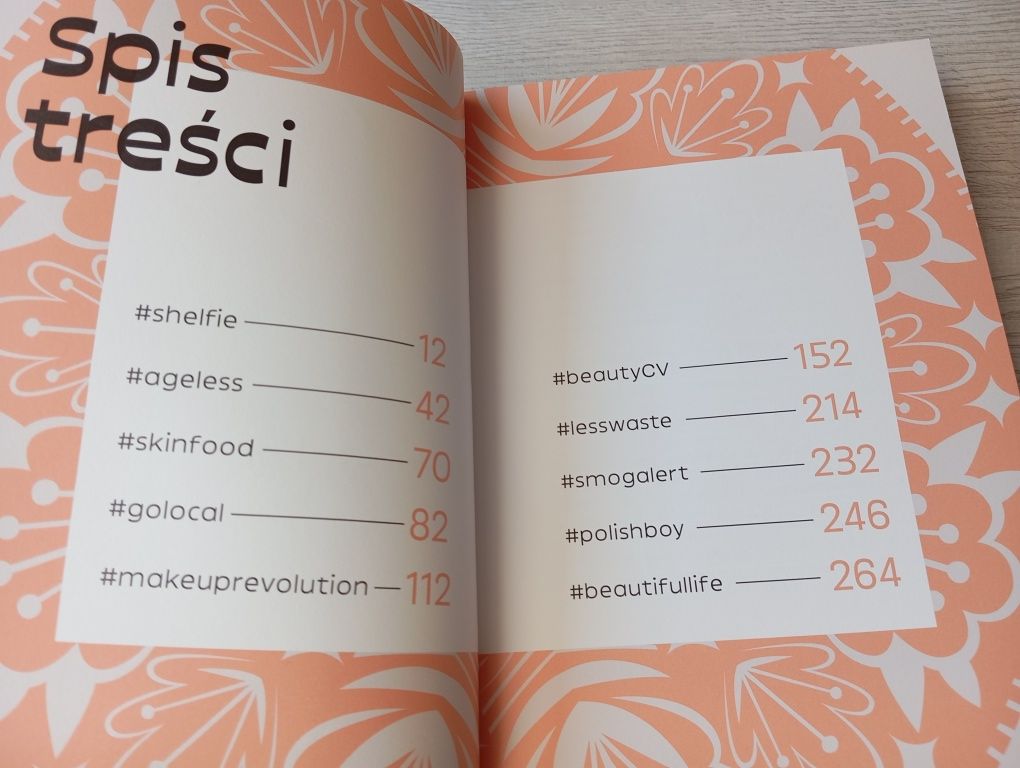 Spis
treści
#shelfie 12
#ageless 42
#skinfood 70
#golocal 82
#makeuprevolution 112
#beautyCV 152
#lesswaste 214
#smogalert 232
#polishboy 246
#beautifullife 264